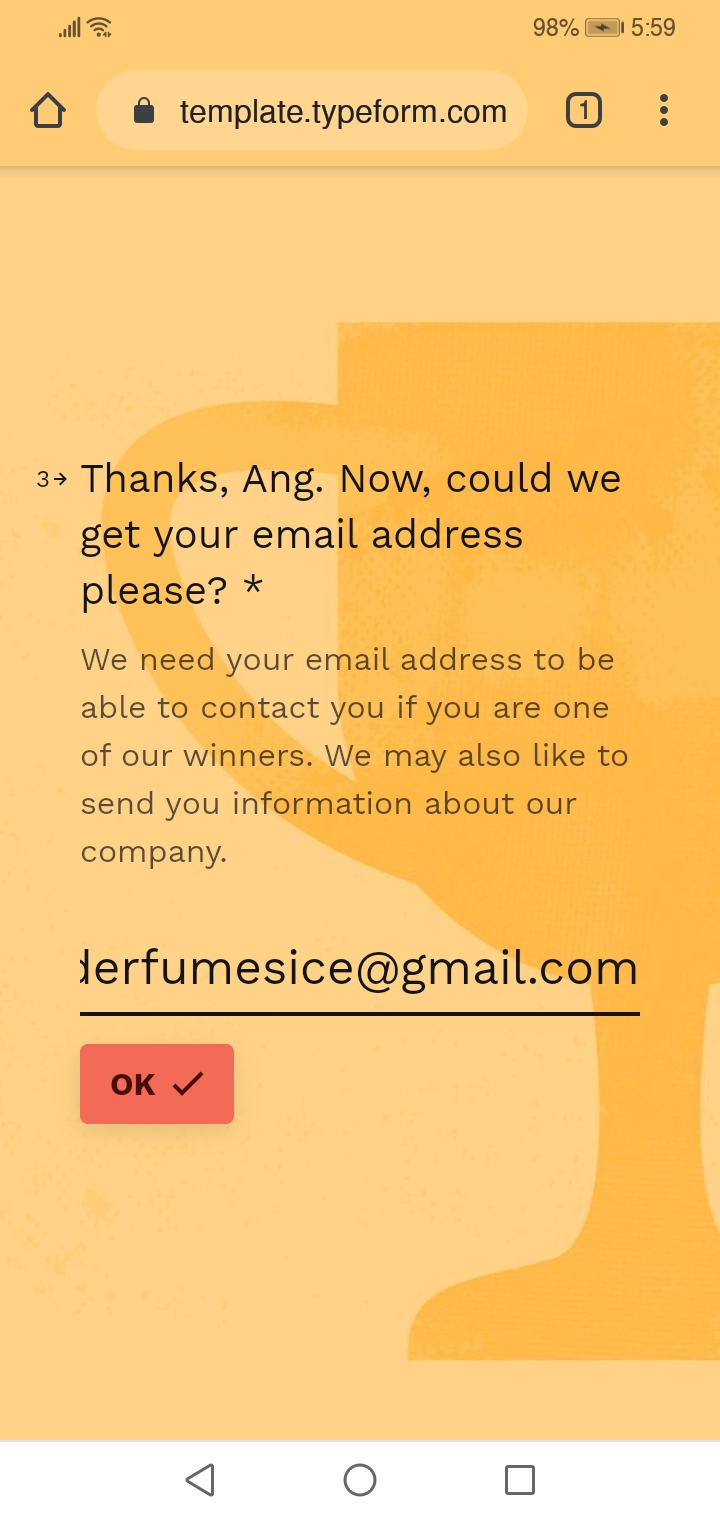 98% 5:59
template.typeform.com 1
3 Thanks, Ang. Now, could we
get your email address
please? *
We need your email address to be
able to contact you if you are one
of our winners. We may also like to
send you information about our
company.
derfumesice@gmail.com
OK